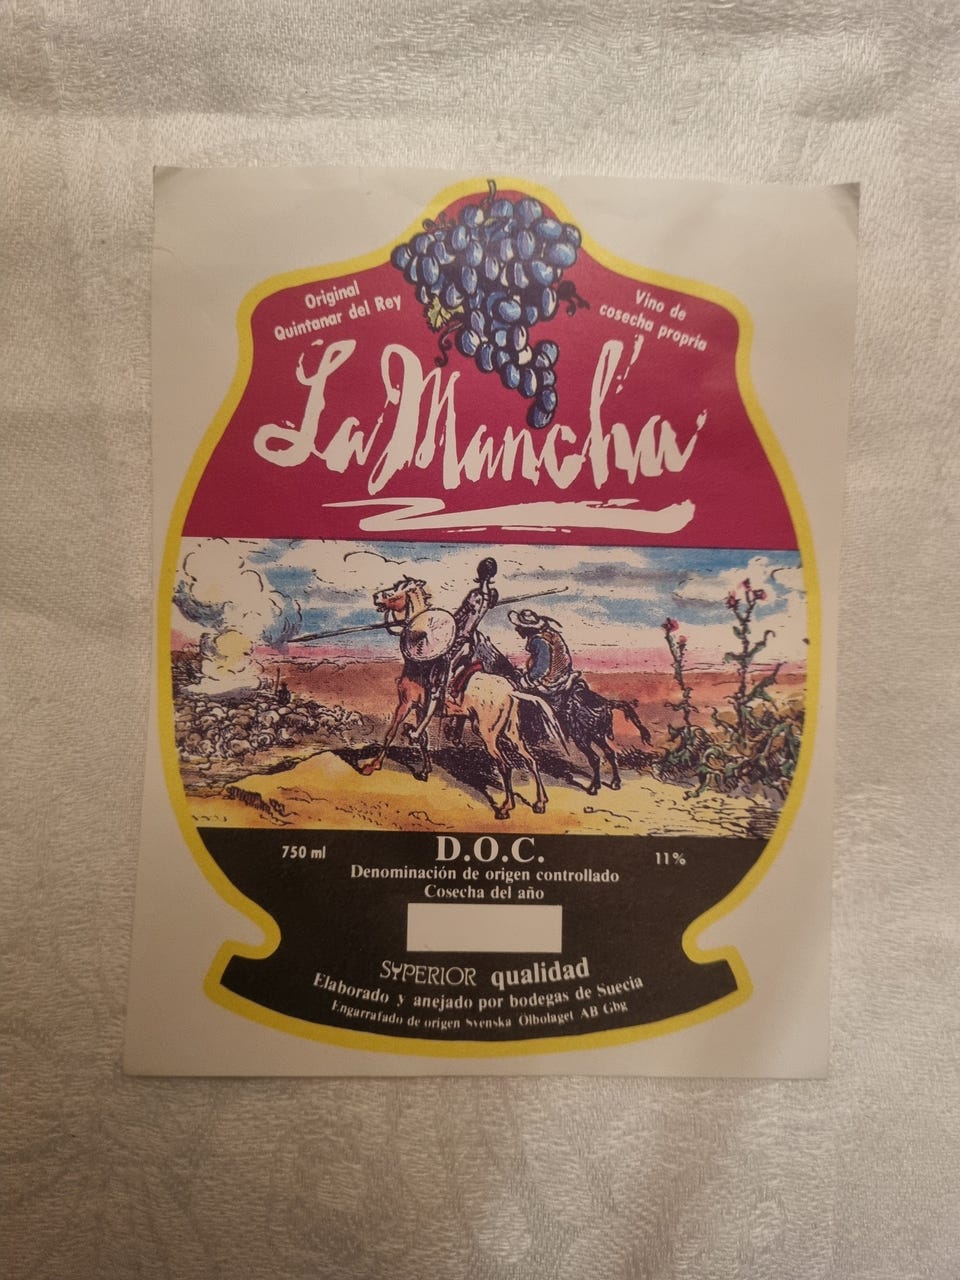 Original
Quintanar del Rey
Vino de
cosecha propria
La Mancha
750 ml
D.O.C.
11%
Denominación de origen controllado
Cosecha del año
SYPERIOR qualidad
Elaborado y anejado por bodegas de Suecia
Engarrafado de origen Svenska Ölbolaget AB Gbg